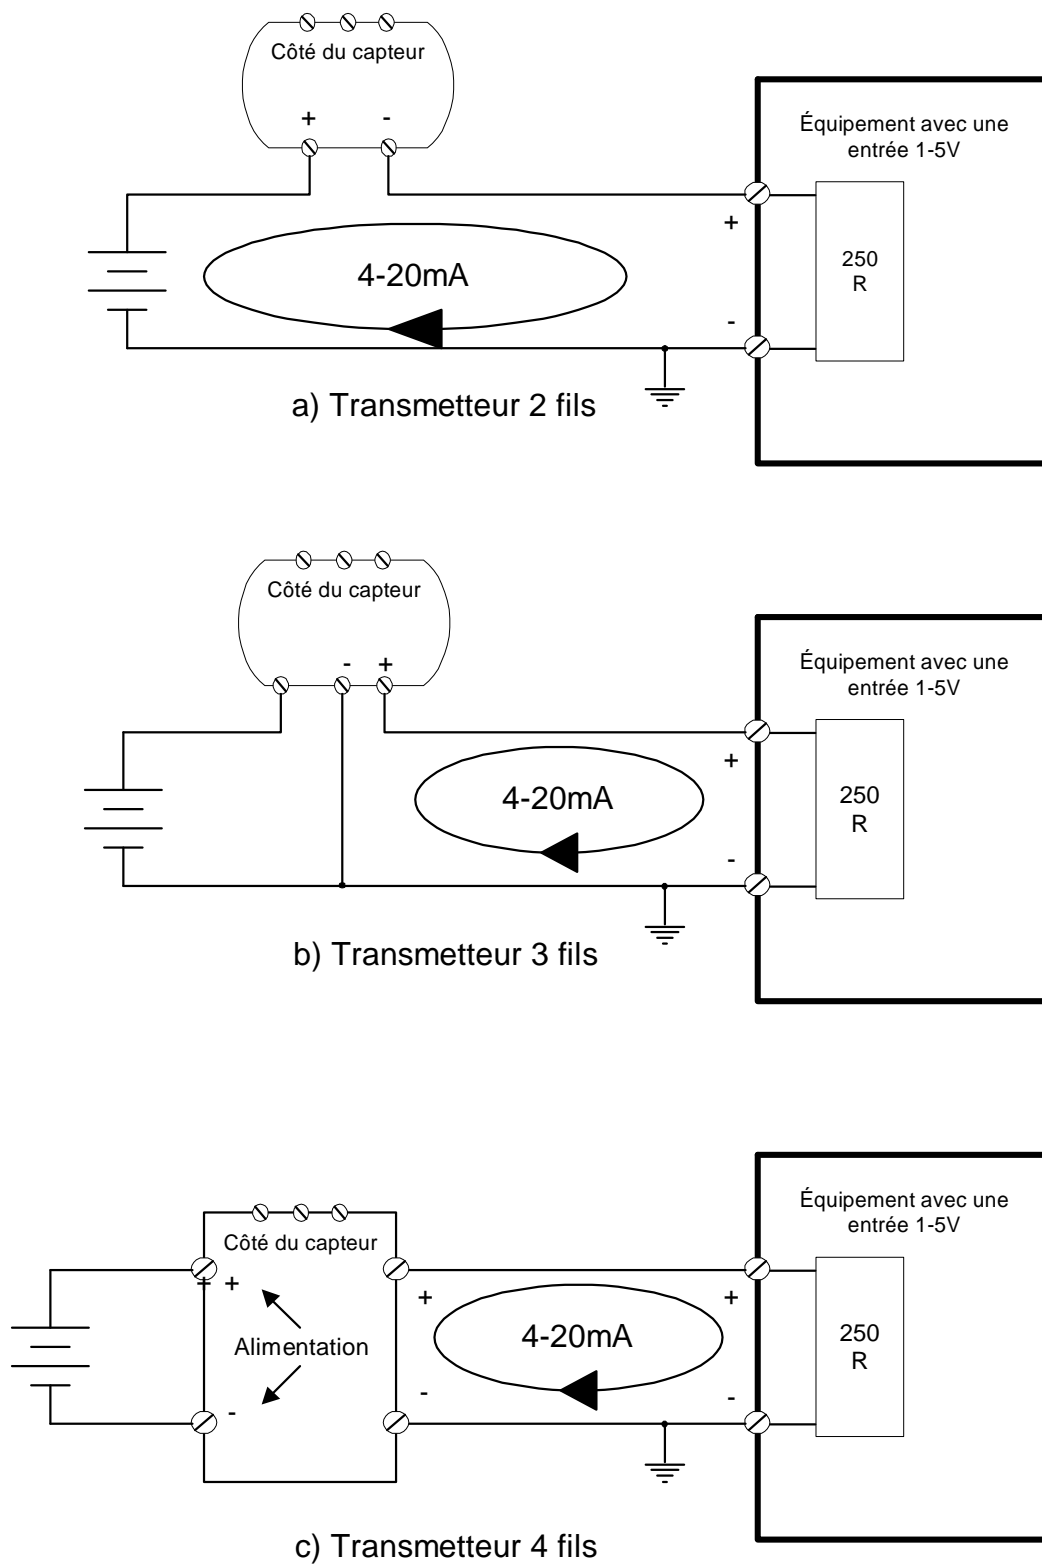 Côté du capteur
+ -
Équipement avec une
entrée 1-5V
+
250
R
4-20mA
-
a) Transmetteur 2 fils
Côté du capteur
- +
Équipement avec une
entrée 1-5V
+
250
R
4-20mA
-
b) Transmetteur 3 fils
Équipement avec une
entrée 1-5V
Côté du capteur
+ +
+ +
Alimentation
4-20mA
250
R
-
- -
c) Transmetteur 4 fils